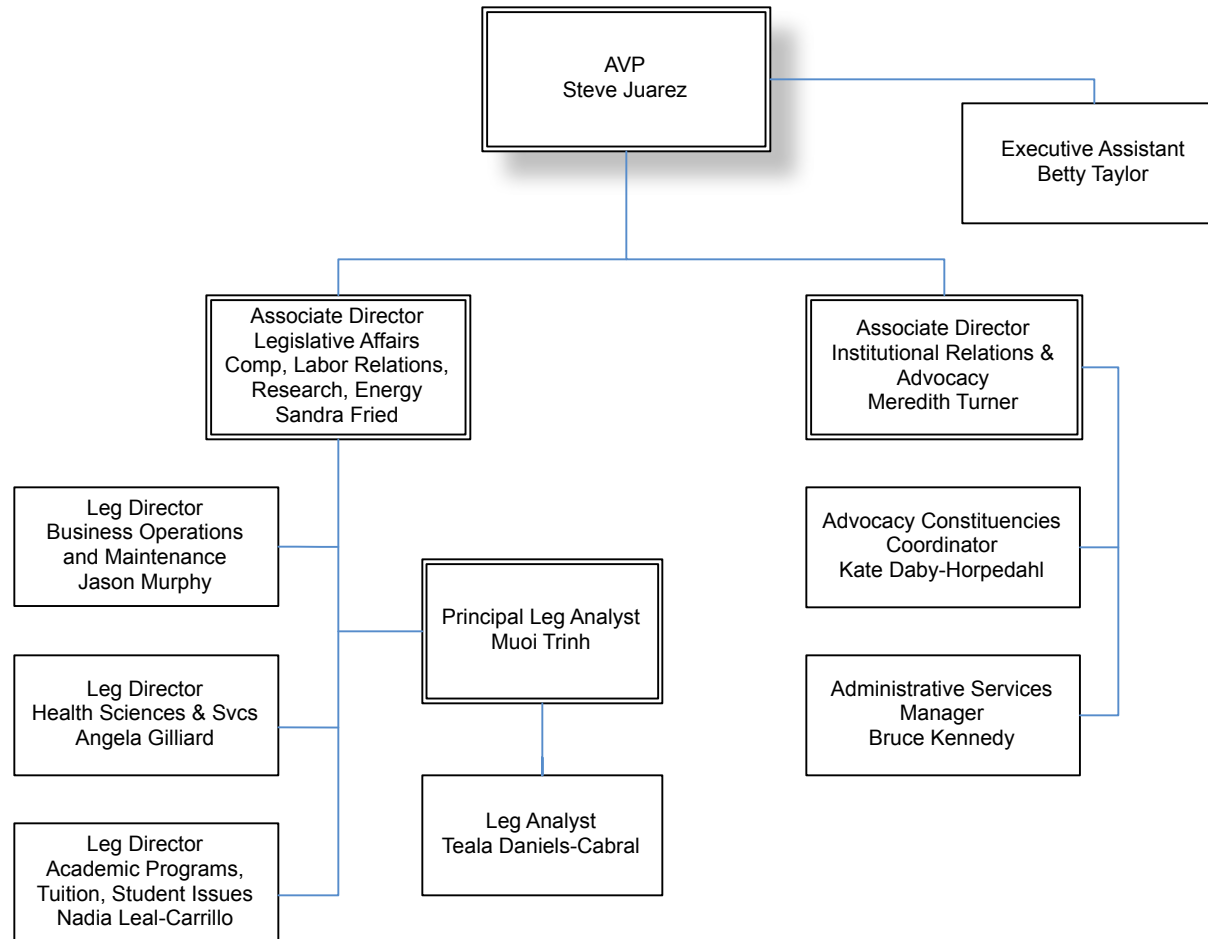 AVP
Steve Juarez
Executive Assistant
Betty Taylor
Associate Director
Legislative Affairs
Comp, Labor Relations,
Research, Energy
Sandra Fried
Associate Director
Institutional Relations &
Advocacy
Meredith Turner
Leg Director
Business Operations
and Maintenance
Jason Murphy
Advocacy Constituencies
Coordinator
Kate Daby-Horpedahl
Principal Leg Analyst
Muoi Trinh
Leg Director
Health Sciences & Svcs
Angela Gilliard
Administrative Services
Manager
Bruce Kennedy
Leg Analyst
Teala Daniels-Cabral
Leg Director
Academic Programs,
Tuition, Student Issues
Nadia Leal-Carrillo